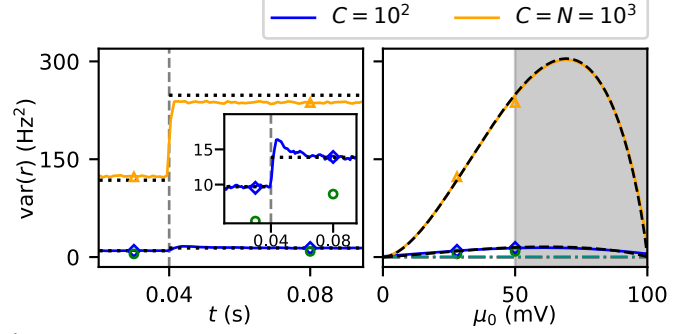 C = 10² C = N = 10³
var(r) (Hz²)
300
150
0
15
10
0.04 0.08
0.04 0.08
t (s)
0 50 100
μ₀ (mV)